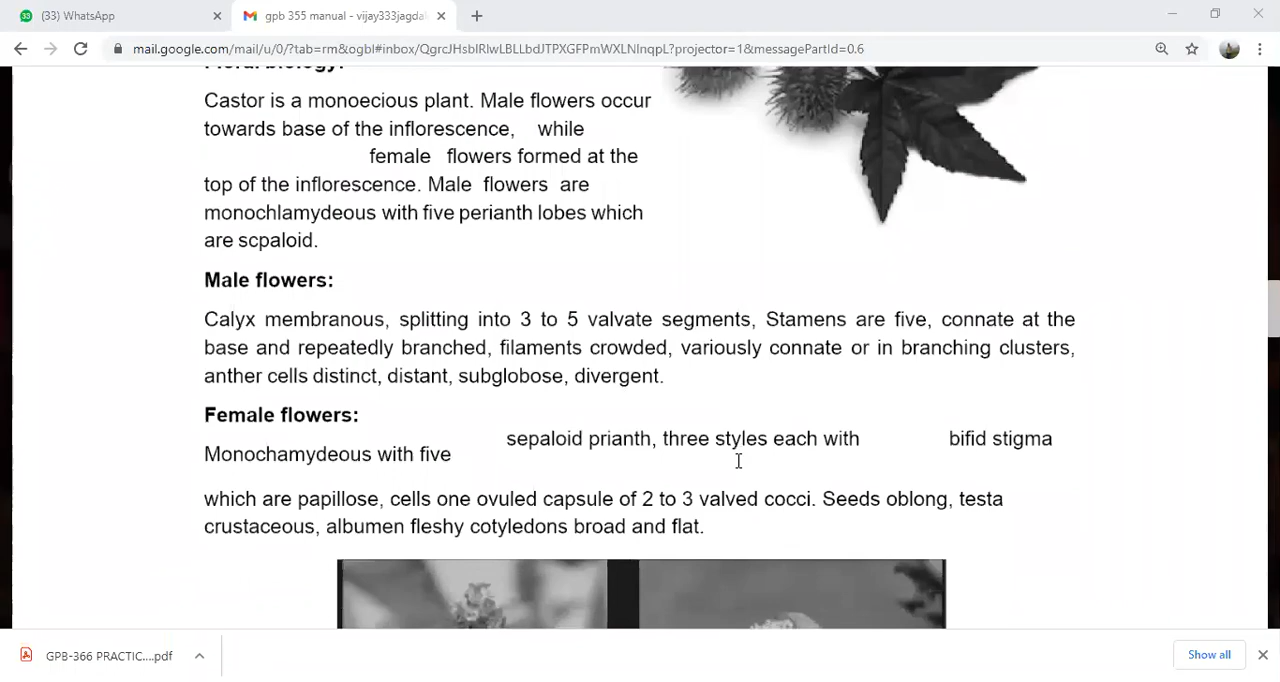 (33) WhatsApp
gpb 355 manual - vijay333jagda
mail.google.com/mail/u/0/?tab=rm&ogbl#inbox/QgrcJHsblRlwLBLLbdJTPXGFPmWXLNlnqpL?projector=1&messagePartId=0.6
Floral biology:
Castor is a monoecious plant. Male flowers occur
towards base of the inflorescence, while
female flowers formed at the
top of the inflorescence. Male flowers are
monochlamydeous with five perianth lobes which
are scpaloid.
Male flowers:
Calyx membranous, splitting into 3 to 5 valvate segments, Stamens are five, connate at the
base and repeatedly branched, filaments crowded, variously connate or in branching clusters,
anther cells distinct, distant, subglobose, divergent.
Female flowers:
Monochamydeous with five sepaloid prianth, three styles each with bifid stigma
which are papillose, cells one ovuled capsule of 2 to 3 valved cocci. Seeds oblong, testa
crustaceous, albumen fleshy cotyledons broad and flat.
GPB-366 PRACTIC....pdf
Show all